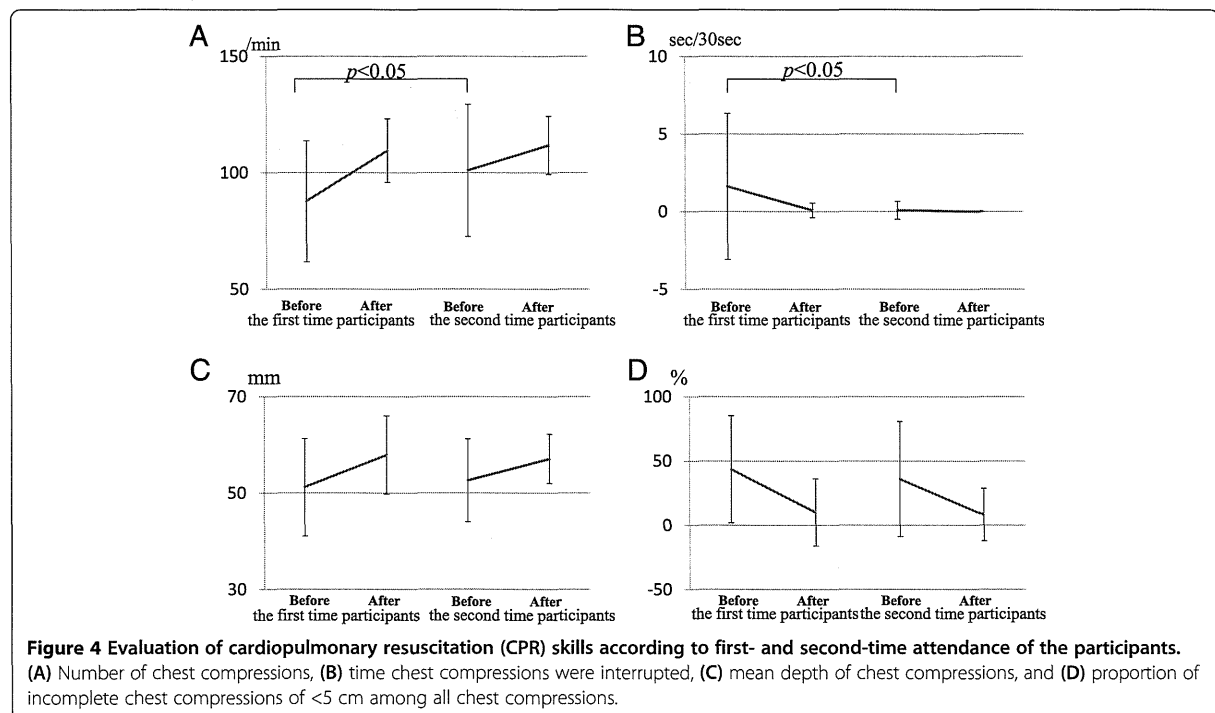 A
/min
150
p<0.05
100
50
Before After Before After
the first time participants the second time participants
B
sec/30sec
10
p<0.05
5
0
-5
Before After Before After
the first time participants the second time participants
C
mm
70
50
30
Before After Before After
the first time participants the second time participants
D
%
100
50
0
-50
Before After Before After
the first time participants the second time participants
Figure 4 Evaluation of cardiopulmonary resuscitation (CPR) skills according to first- and second-time attendance of the participants.
(A) Number of chest compressions, (B) time chest compressions were interrupted, (C) mean depth of chest compressions, and (D) proportion of
incomplete chest compressions of <5 cm among all chest compressions.